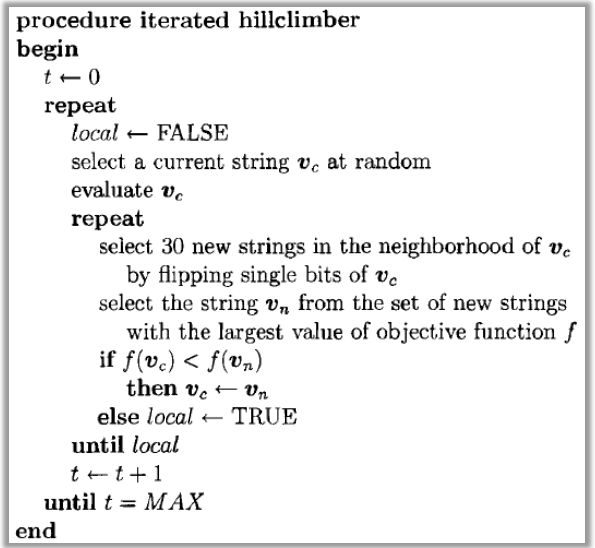 procedure iterated hillclimber
begin
t ← 0
repeat
local ← FALSE
select a current string v_c at random
evaluate v_c
repeat
select 30 new strings in the neighborhood of v_c
by flipping single bits of v_c
select the string v_n from the set of new strings
with the largest value of objective function f
if f(v_c) < f(v_n)
then v_c ← v_n
else local ← TRUE
until local
t ← t + 1
until t = MAX
end